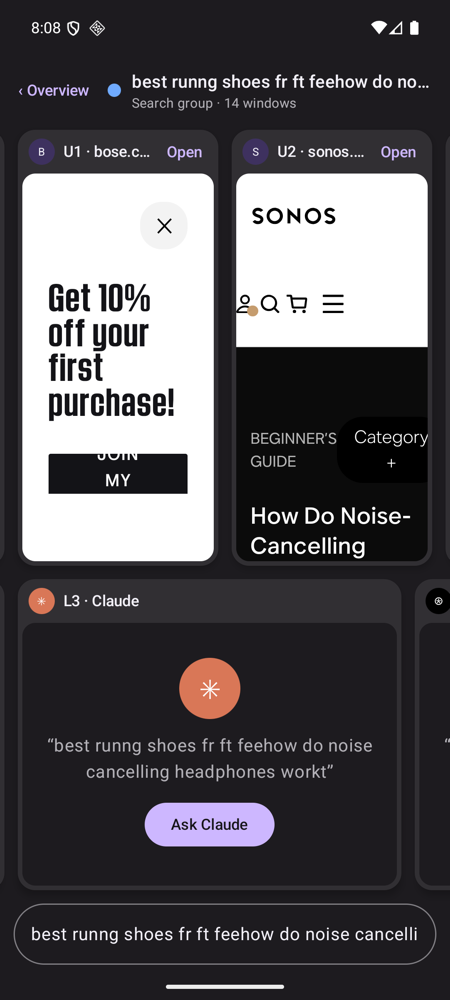 8:08
‹ Overview
best runng shoes fr ft feehow do no...
Search group · 14 windows
B
U1 · bose.c...
Open
S
U2 · sonos....
Open
Get 10%
off your
first
purchase!
JOIN
MY
SONOS
BEGINNER'S
GUIDE
Category
+
How Do Noise-
Cancelling
L3 · Claude
“best runng shoes fr ft feehow do noise
cancelling headphones workt”
Ask Claude
“
best runng shoes fr ft feehow do noise cancelli